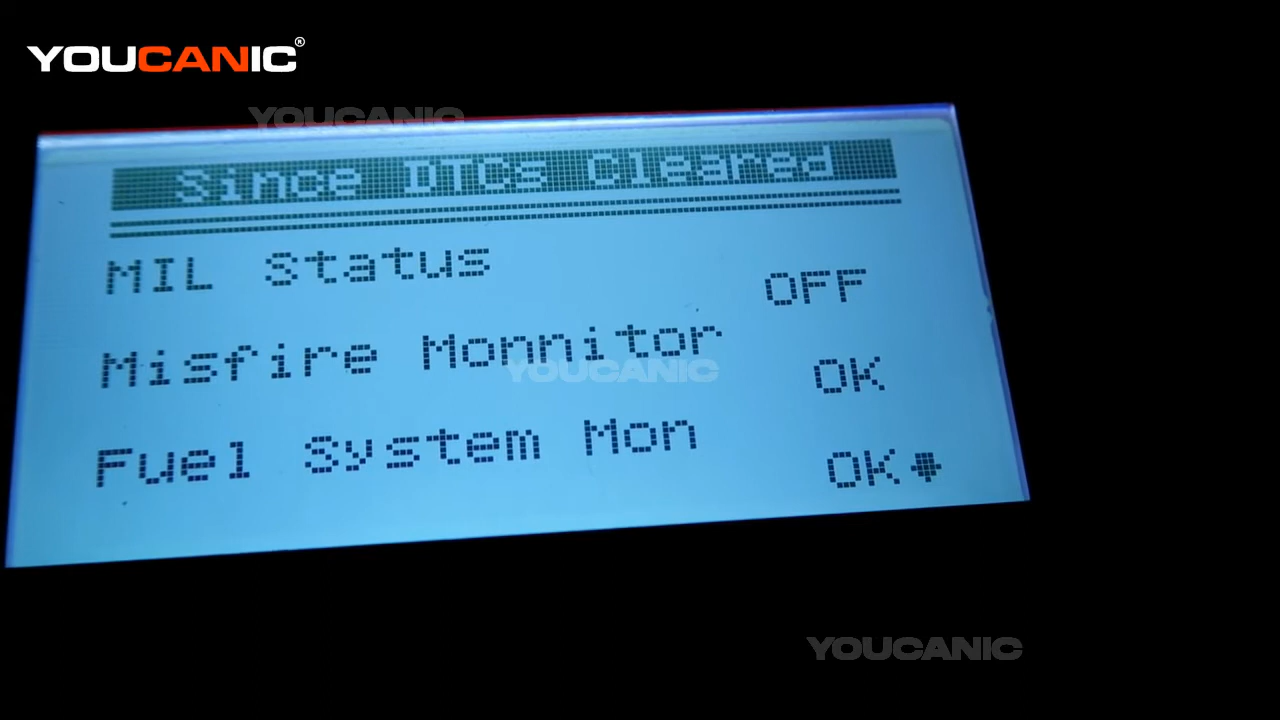 YOUCANIC®
YOUCANIC
Since DTCs Cleared
MIL Status OFF
Misfire Monnitor OK
YOUCANIC
Fuel System Mon OK
YOUCANIC